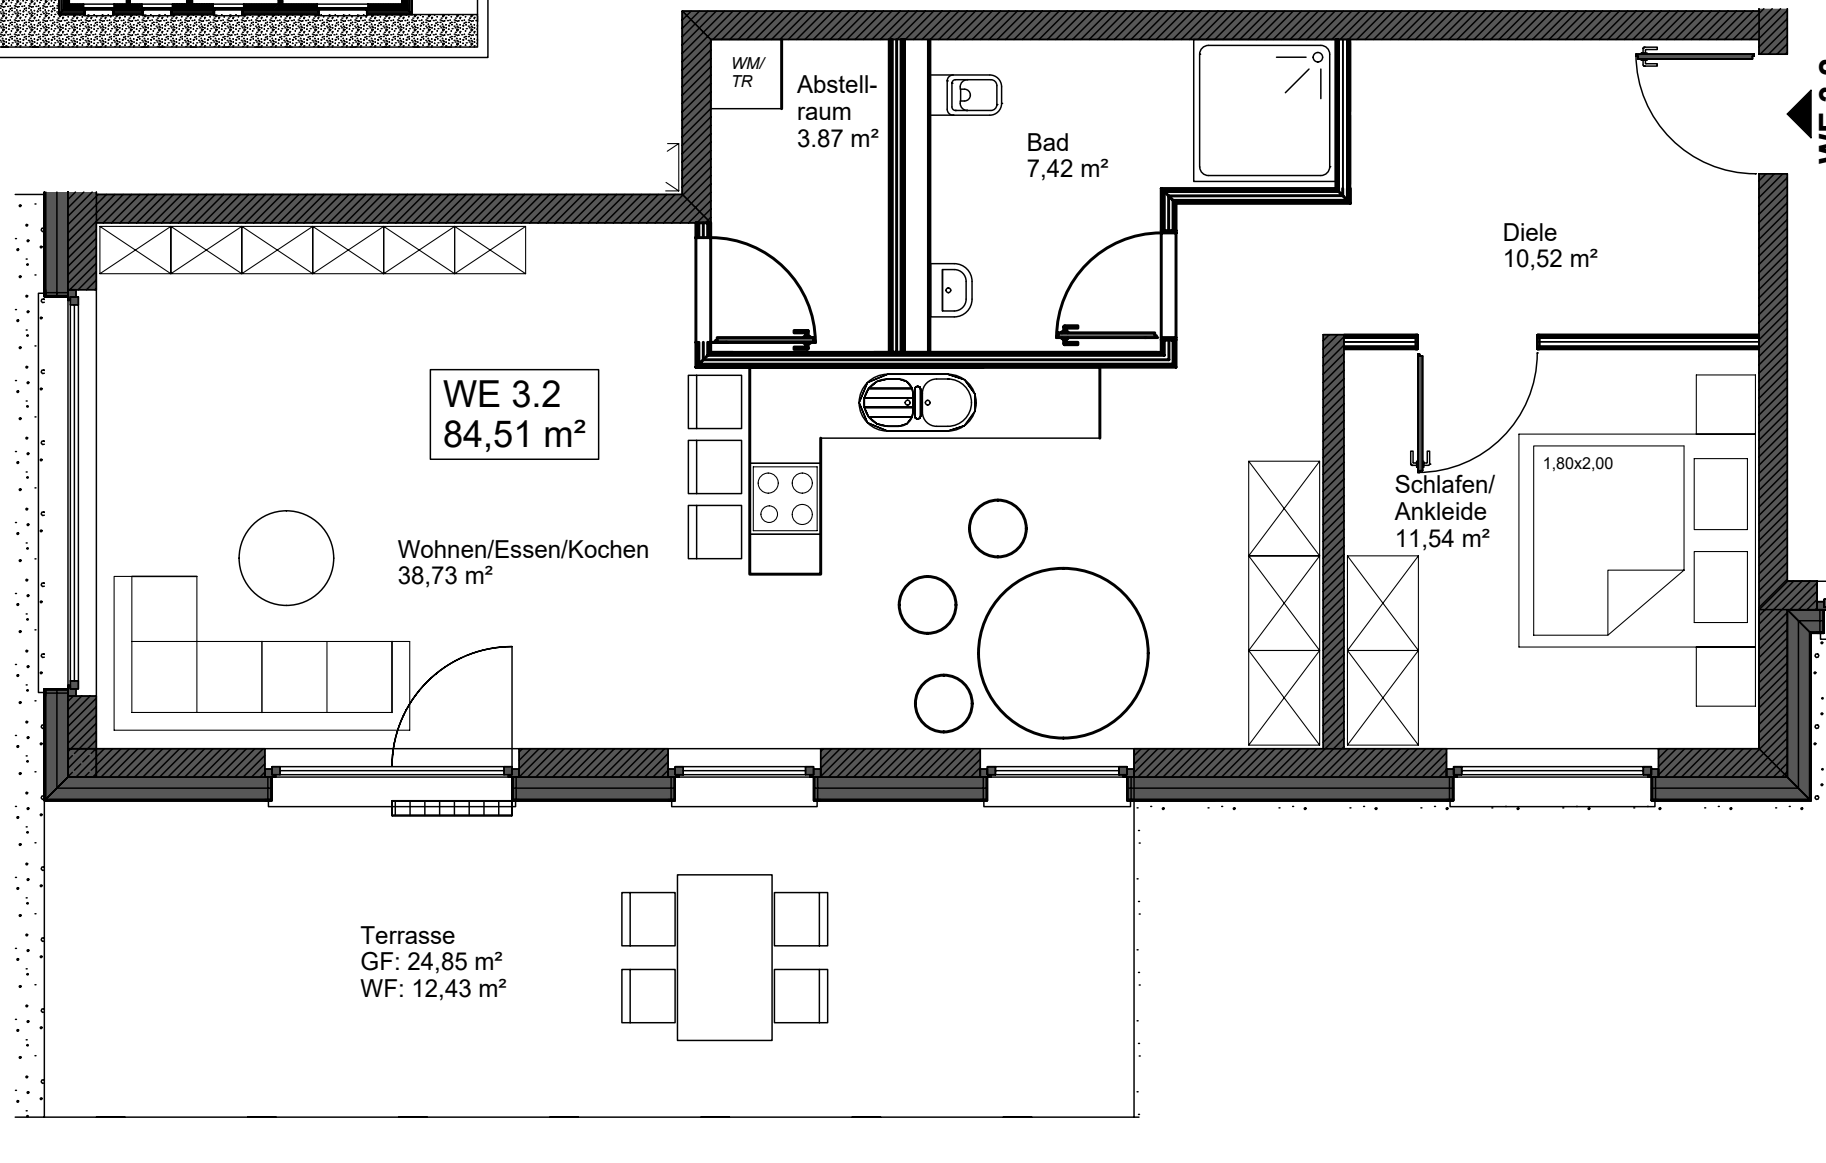 WM/
TR
Abstell-
raum
3.87 m²
Bad
7,42 m²
Diele
10,52 m²
WE 3.2
84,51 m²
1,80x2,00
Schlafen/
Ankleide
11,54 m²
Wohnen/Essen/Kochen
38,73 m²
Terrasse
GF: 24,85 m²
WF: 12,43 m²